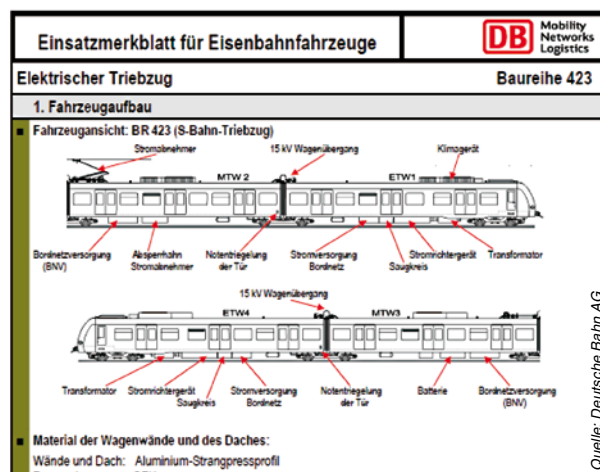 Einsatzmerkblatt für Eisenbahnfahrzeuge
DB Mobility
Networks
Logistics
Elektrischer Triebzug Baureihe 423
1. Fahrzeugaufbau
Fahrzeugansicht: BR 423 (S-Bahn-Triebzug)
Stromabnehmer 15 kV Wagenübergang Klimagerät
MTW 2 ETW1
Bordnetzversorgung
(BNV)
Absperrhahn
Stromabnehmer
Notentriegelung
der Tür
Stromversorgung
Bordnetz
Saugkreis
Stromrichtergerät
Transformator
15 kV Wagenübergang
ETW4 MTW3
Transformator
Stromrichtergerät
Saugkreis
Stromversorgung
Bordnetz
Notentriegelung
der Tür
Batterie
Bordnetzversorgung
(BNV)
Material der Wagenwände und des Daches:
Wände und Dach: Aluminium-Strangpressprofil
Quelle: Deutsche Bahn AG